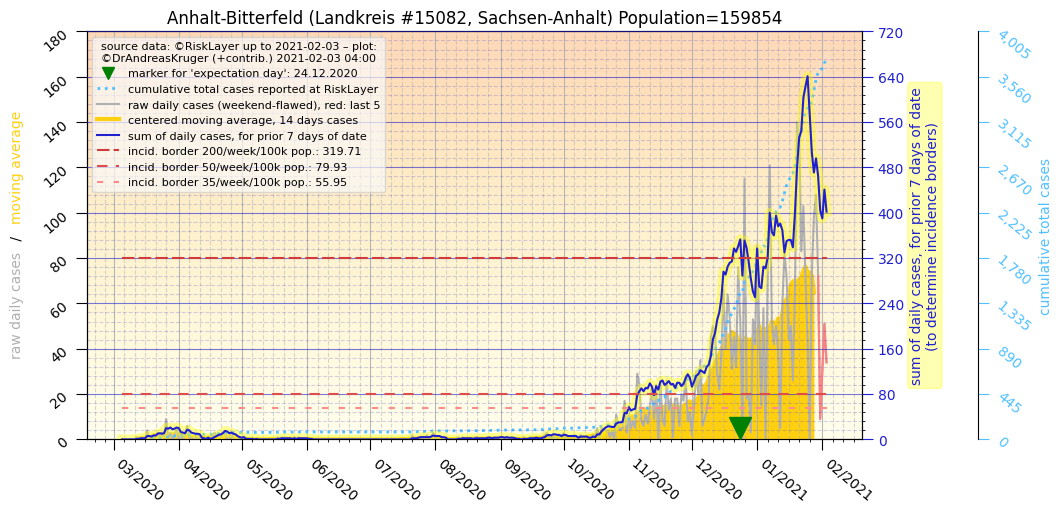 Anhalt-Bitterfeld (Landkreis #15082, Sachsen-Anhalt) Population=159854
source data: ©RiskLayer up to 2021-02-03 – plot:
©DrAndreasKruger (+contrib.) 2021-02-03 04:00
marker for 'expectation day': 24.12.2020
cumulative total cases reported at RiskLayer
raw daily cases (weekend-flawed), red: last 5
centered moving average, 14 days cases
sum of daily cases, for prior 7 days of date
incid. border 200/week/100k pop.: 319.71
incid. border 50/week/100k pop.: 79.93
incid. border 35/week/100k pop.: 55.95
raw daily cases / moving average
180
160
140
120
100
80
60
40
20
0
03/2020
04/2020
05/2020
06/2020
07/2020
08/2020
09/2020
10/2020
11/2020
12/2020
01/2021
02/2021
720
640
560
480
400
320
240
160
80
0
sum of daily cases, for prior 7 days of date
(to determine incidence borders)
4,005
3,560
3,115
2,670
2,225
1,780
1,335
890
445
0
cumulative total cases